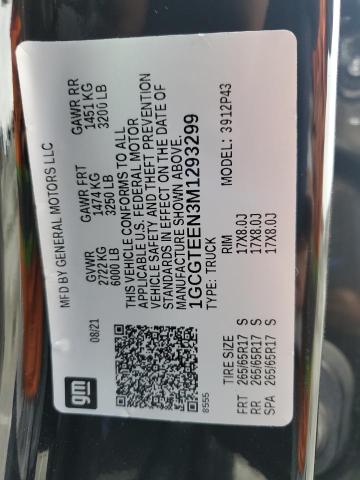 gm
08/21
MFD BY GENERAL MOTORS LLC
GVWR GAWR FRT GAWR RR
2722 KG 1474 KG 1451 KG
6000 LB 3250 LB 3200 LB
THIS VEHICLE CONFORMS TO ALL
APPLICABLE U.S. FEDERAL MOTOR
VEHICLE SAFETY AND THEFT PREVENTION
STANDARDS IN EFFECT ON THE DATE OF
MANUFACTURE SHOWN ABOVE.
1GCGTEEN3M1293299
TYPE: TRUCK MODEL: 3912P43
8555
TIRE SIZE RIM
FRT 265/65R17 S 17X8.0J
RR 265/65R17 S 17X8.0J
SPA 265/65R17 S 17X8.0J